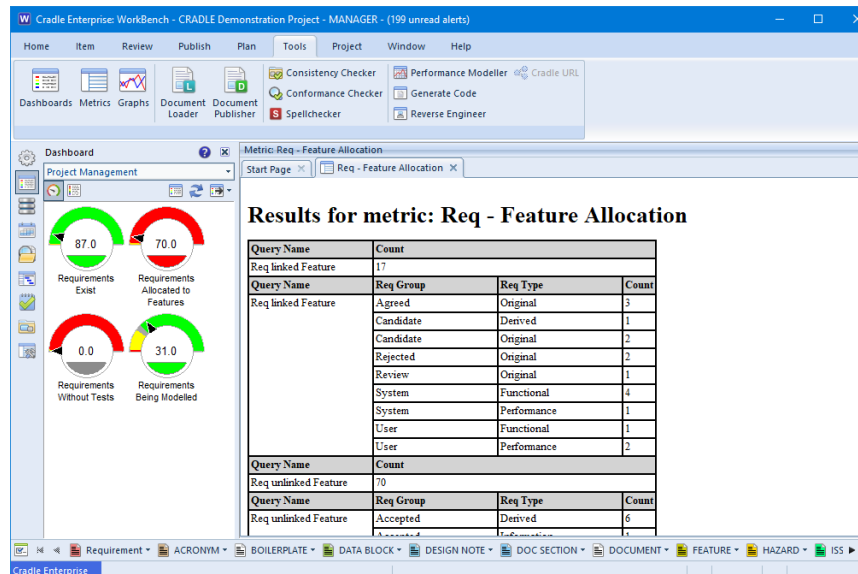 W Cradle Enterprise: WorkBench - CRADLE Demonstration Project - MANAGER - (199 unread alerts)
Home Item Review Publish Plan Tools Project Window Help
Dashboards Metrics Graphs Document Loader Document Publisher
Consistency Checker Performance Modeller Cradle URL
Conformance Checker Generate Code
S Spellchecker Reverse Engineer
Dashboard
Project Management
87.0 70.0
Requirements Exist Requirements Allocated to Features
0.0 31.0
Requirements Without Tests Requirements Being Modelled
Metric: Req - Feature Allocation
Start Page Req - Feature Allocation
Results for metric: Req - Feature Allocation
Query Name Count
Req linked Feature 17
Query Name Req Group Req Type Count
Req linked Feature Agreed Original 3
Candidate Derived 1
Candidate Original 2
Rejected Original 2
Review Original 1
System Functional 4
System Performance 1
User Functional 1
User Performance 2
Query Name Count
Req unlinked Feature 70
Query Name Req Group Req Type Count
Req unlinked Feature Accepted Derived 6
Requirement ACRONYM BOILERPLATE DATA BLOCK DESIGN NOTE DOC SECTION DOCUMENT FEATURE HAZARD ISS
Cradle Enterprise